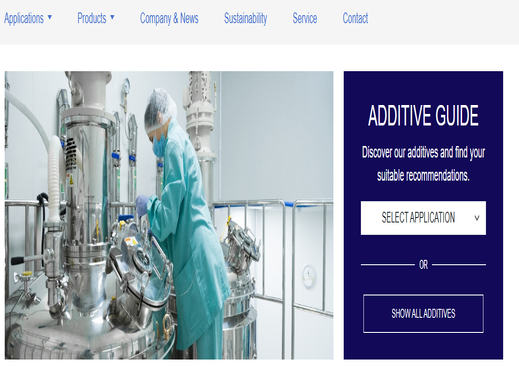 Applications ▼
Products ▼
Company & News
Sustainability
Service
Contact
ADDITIVE GUIDE
Discover our additives and find your
suitable recommendations.
SELECT APPLICATION
OR
SHOW ALL ADDITIVES